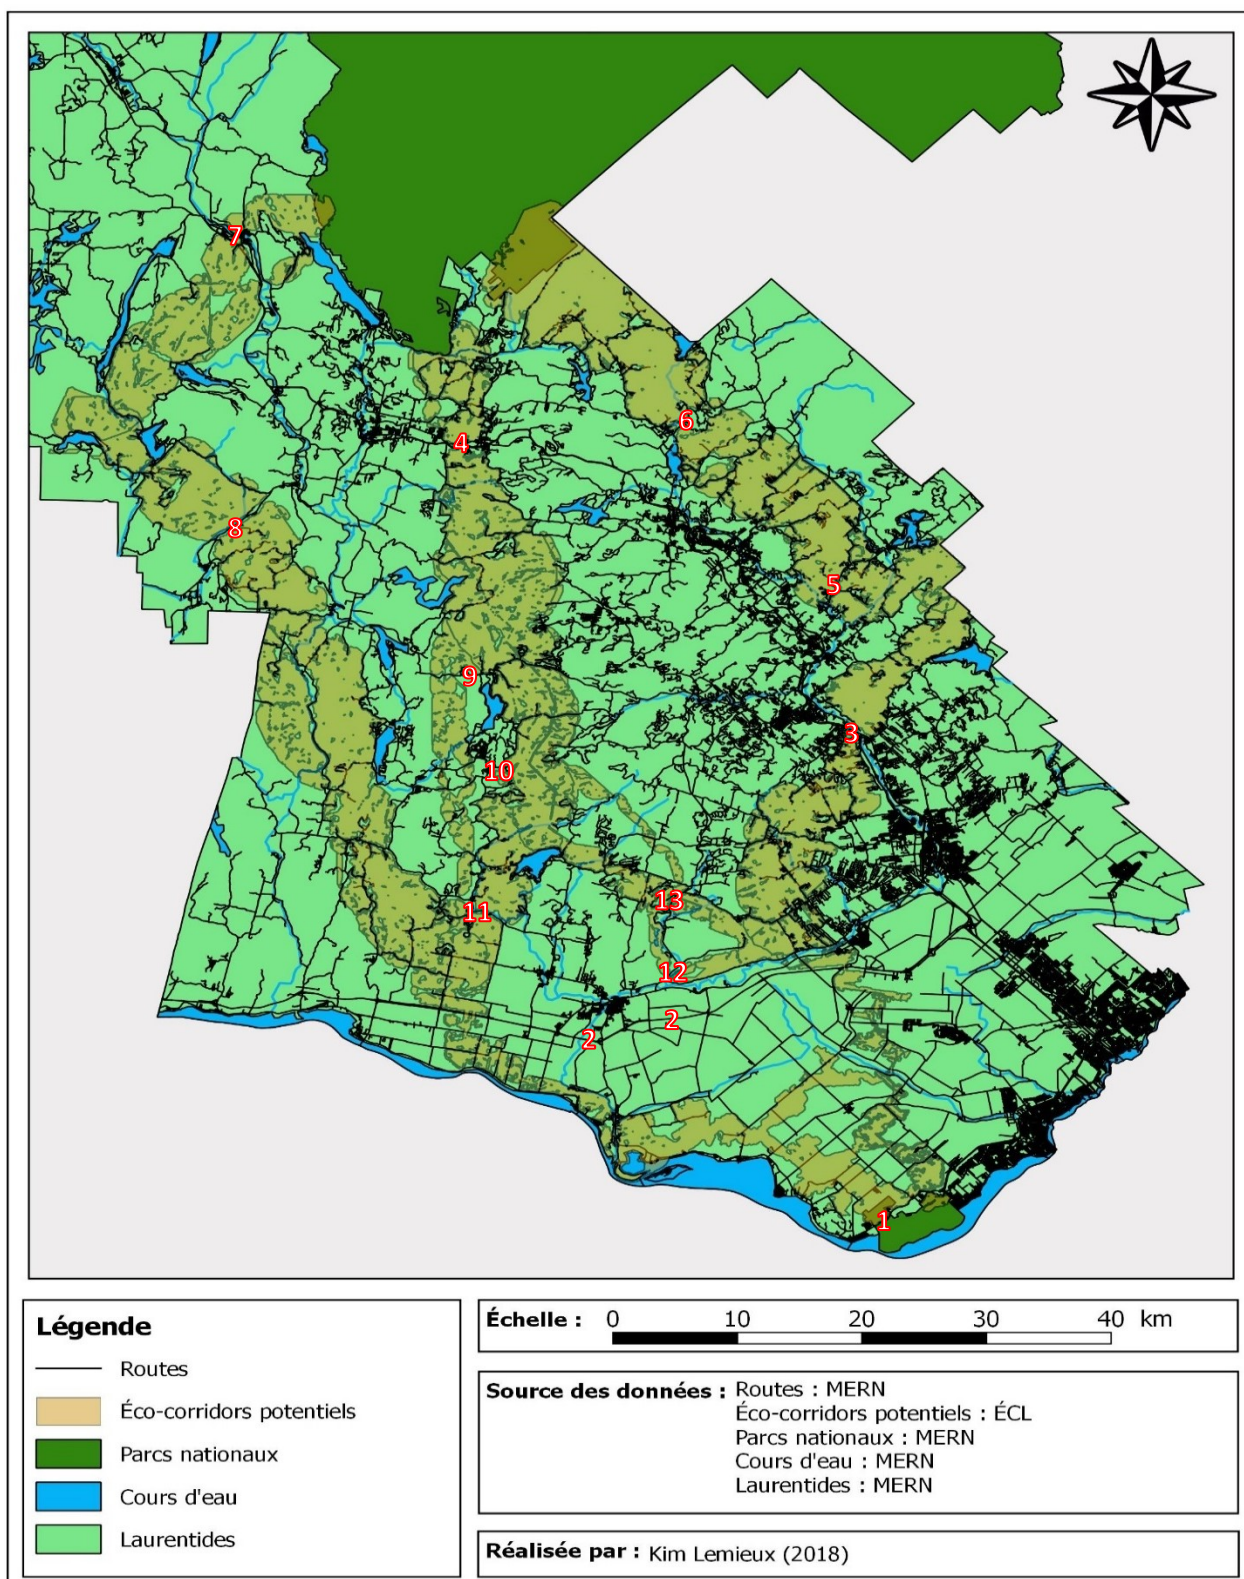 7
6
4
8
5
9
3
10
13
11
12
2
2
1
Légende
Routes
Éco-corridors potentiels
Parcs nationaux
Cours d'eau
Laurentides
Échelle : 0 10 20 30 40 km
Source des données : Routes : MERN
Éco-corridors potentiels : ÉCL
Parcs nationaux : MERN
Cours d'eau : MERN
Laurentides : MERN
Réalisée par : Kim Lemieux (2018)